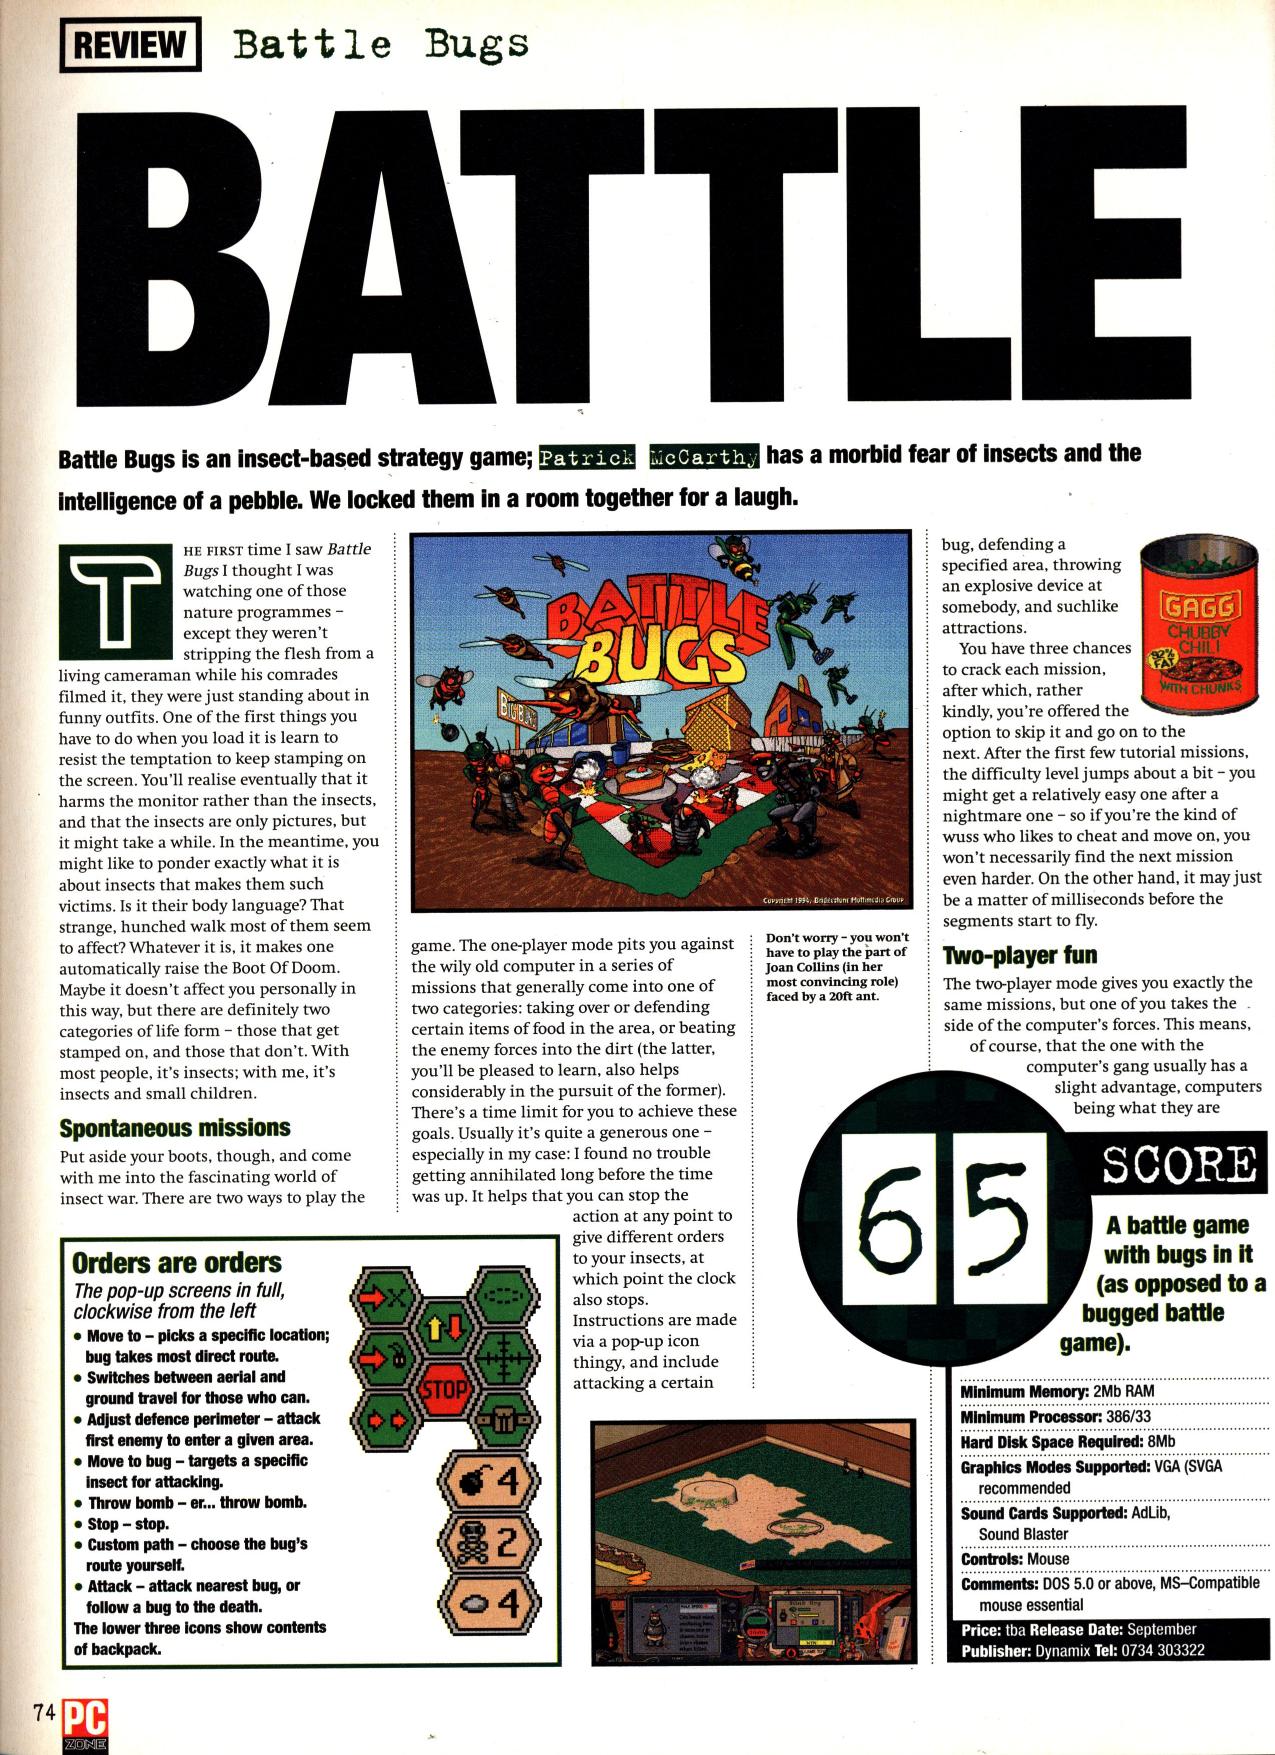 REVIEW Battle Bugs
BATTLE
Battle Bugs is an insect-based strategy game; Patrick McCarthy has a morbid fear of insects and the
intelligence of a pebble. We locked them in a room together for a laugh.
THE FIRST time I saw Battle
Bugs I thought I was
watching one of those
nature programmes –
except they weren't
stripping the flesh from a
living cameraman while his comrades
filmed it, they were just standing about in
funny outfits. One of the first things you
have to do when you load it is learn to
resist the temptation to keep stamping on
the screen. You'll realise eventually that it
harms the monitor rather than the insects,
and that the insects are only pictures, but
it might take a while. In the meantime, you
might like to ponder exactly what it is
about insects that makes them such
victims. Is it their body language? That
strange, hunched walk most of them seem
to affect? Whatever it is, it makes one
automatically raise the Boot Of Doom.
Maybe it doesn't affect you personally in
this way, but there are definitely two
categories of life form – those that get
stamped on, and those that don't. With
most people, it's insects; with me, it's
insects and small children.
Spontaneous missions
Put aside your boots, though, and come
with me into the fascinating world of
insect war. There are two ways to play the
BATTLE
BUGS
Copyright 1994, Bridgestone Multimedia Group
game. The one-player mode pits you against
the wily old computer in a series of
missions that generally come into one of
two categories: taking over or defending
certain items of food in the area, or beating
the enemy forces into the dirt (the latter,
you'll be pleased to learn, also helps
considerably in the pursuit of the former).
There's a time limit for you to achieve these
goals. Usually it's quite a generous one –
especially in my case: I found no trouble
getting annihilated long before the time
was up. It helps that you can stop the
action at any point to
give different orders
to your insects, at
which point the clock
also stops.
Instructions are made
via a pop-up icon
thingy, and include
attacking a certain
Don't worry – you won't
have to play the part of
Joan Collins (in her
most convincing role)
faced by a 20ft ant.
bug, defending a
specified area, throwing
an explosive device at
somebody, and suchlike
attractions.
You have three chances
to crack each mission,
after which, rather
kindly, you're offered the
option to skip it and go on to the
next. After the first few tutorial missions,
the difficulty level jumps about a bit – you
might get a relatively easy one after a
nightmare one – so if you're the kind of
wuss who likes to cheat and move on, you
won't necessarily find the next mission
even harder. On the other hand, it may just
be a matter of milliseconds before the
segments start to fly.
GAGG
CHUBBY
CHILI
92%
FAT
WITH CHUNKS
Two-player fun
The two-player mode gives you exactly the
same missions, but one of you takes the
side of the computer's forces. This means,
of course, that the one with the
computer's gang usually has a
slight advantage, computers
being what they are
65
SCORE
A battle game
with bugs in it
(as opposed to a
bugged battle
game).
Minimum Memory: 2Mb RAM
Minimum Processor: 386/33
Hard Disk Space Required: 8Mb
Graphics Modes Supported: VGA (SVGA
recommended
Sound Cards Supported: AdLib,
Sound Blaster
Controls: Mouse
Comments: DOS 5.0 or above, MS–Compatible
mouse essential
Price: tba Release Date: September
Publisher: Dynamix Tel: 0734 303322
Orders are orders
The pop-up screens in full,
clockwise from the left
• Move to – picks a specific location;
bug takes most direct route.
• Switches between aerial and
ground travel for those who can.
• Adjust defence perimeter – attack
first enemy to enter a given area.
• Move to bug – targets a specific
insect for attacking.
• Throw bomb – er... throw bomb.
• Stop – stop.
• Custom path – choose the bug's
route yourself.
• Attack – attack nearest bug, or
follow a bug to the death.
The lower three icons show contents
of backpack.
STOP
4
2
4
74 PC
ZONE